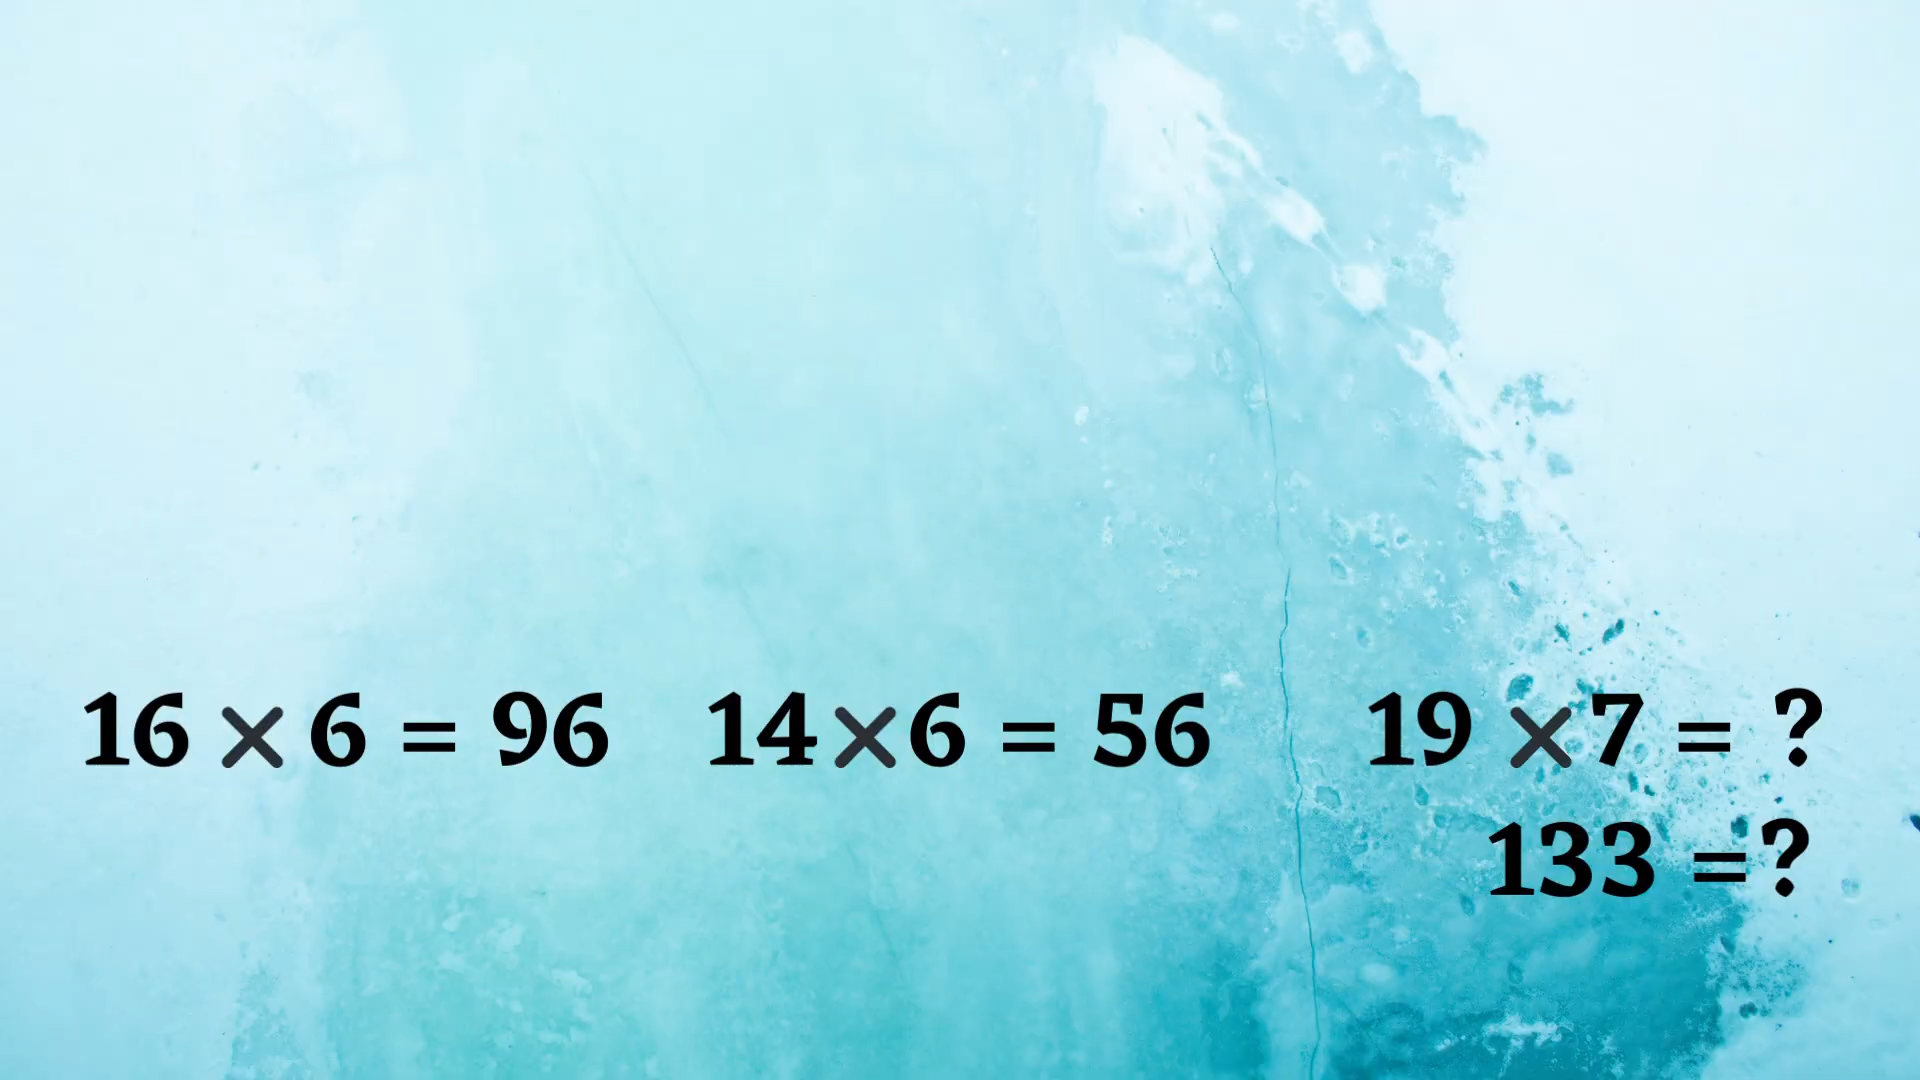 16 × 6 = 96 14×6 = 56 19 ×7 = ?
133 =?